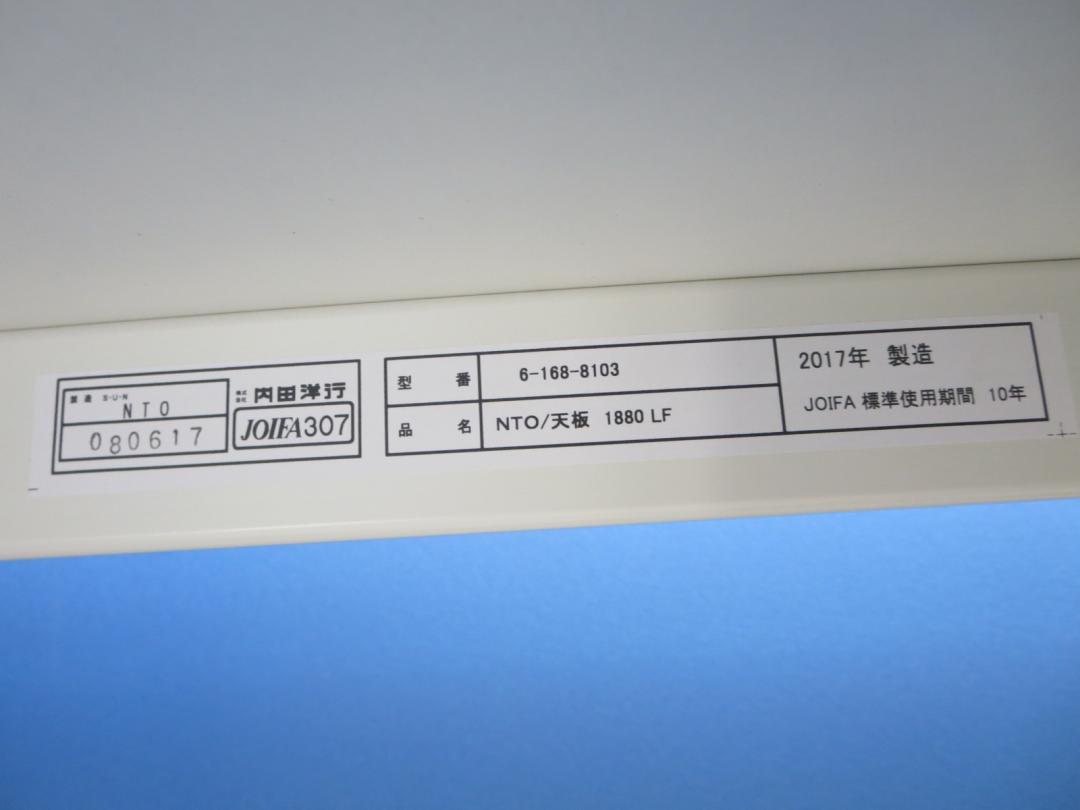 製造 S-U-N
NTO
080617
株式会社 内田洋行
JOIFA307
型番 6-168-8103
品名 NTO/天板 1880 LF
2017年 製造
JOIFA 標準使用期間 10年